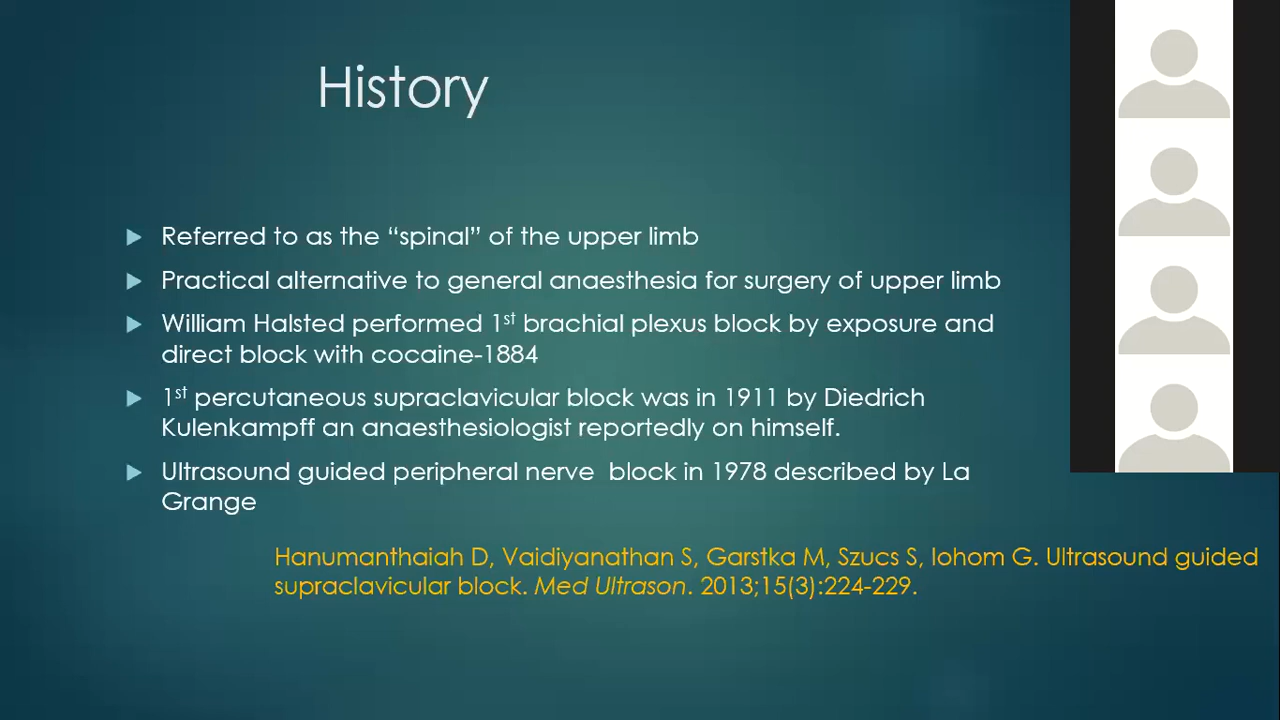 History
Referred to as the “spinal” of the upper limb
Practical alternative to general anaesthesia for surgery of upper limb
William Halsted performed 1st brachial plexus block by exposure and
direct block with cocaine-1884
1st percutaneous supraclavicular block was in 1911 by Diedrich
Kulenkampff an anaesthesiologist reportedly on himself.
Ultrasound guided peripheral nerve  block in 1978 described by La
Grange
Hanumanthaiah D, Vaidiyanathan S, Garstka M, Szucs S, Iohom G. Ultrasound guided
supraclavicular block. Med Ultrason. 2013;15(3):224-229.